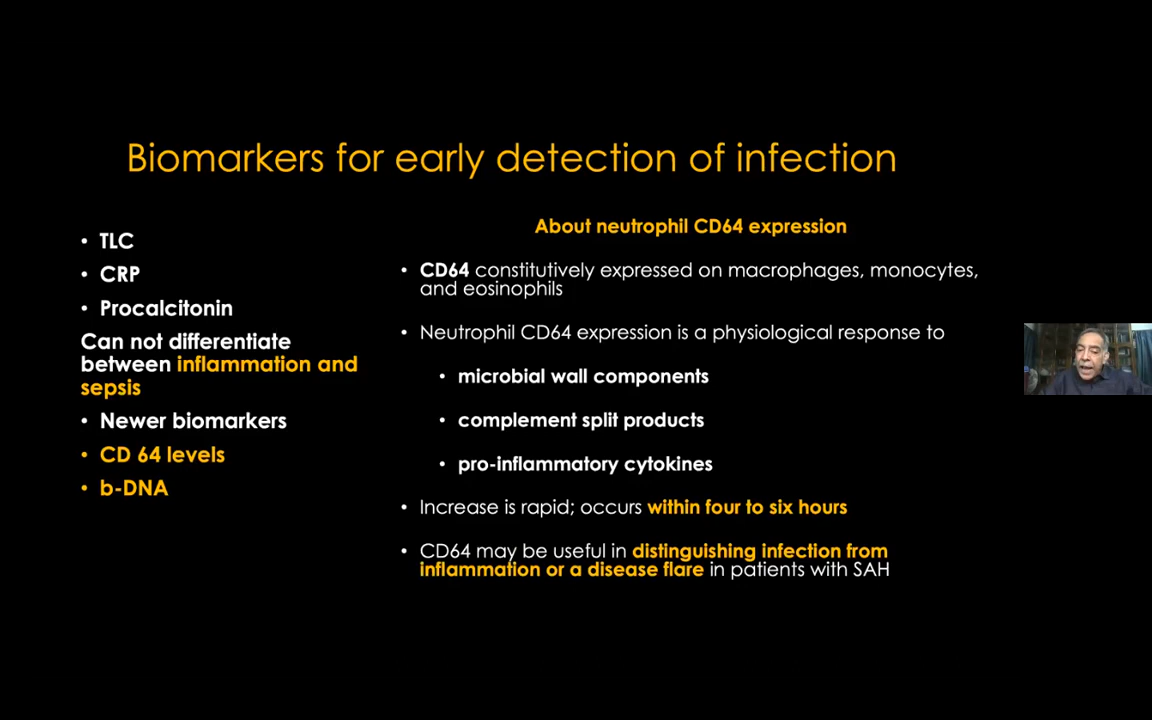 Biomarkers for early detection of infection
• TLC
• CRP
• Procalcitonin
Can not differentiate
between inflammation and
sepsis
• Newer biomarkers
• CD 64 levels
• b-DNA
About neutrophil CD64 expression
• CD64 constitutively expressed on macrophages, monocytes,
and eosinophils
• Neutrophil CD64 expression is a physiological response to
• microbial wall components
• complement split products
• pro-inflammatory cytokines
• Increase is rapid; occurs within four to six hours
• CD64 may be useful in distinguishing infection from
inflammation or a disease flare in patients with SAH